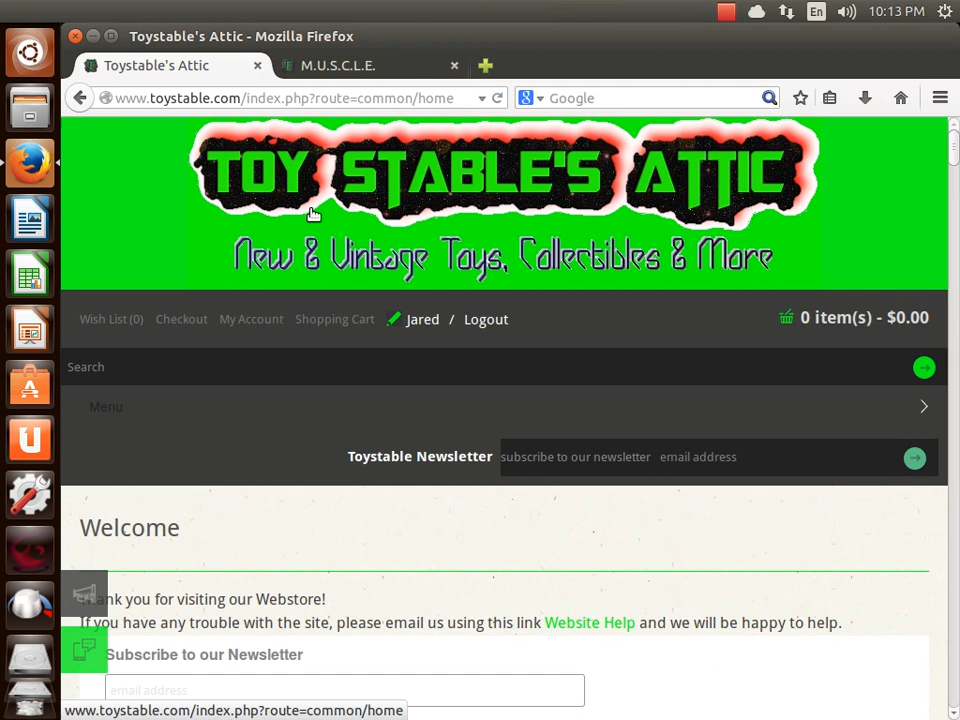 En
10:13 PM
Toystable's Attic - Mozilla Firefox
Toystable's Attic
M.U.S.C.L.E.
www.toystable.com/index.php?route=common/home
Google
TOY STABLE'S ATTIC
New & Vintage Toys, Collectibles & More
Wish List (0) Checkout My Account Shopping Cart Jared / Logout 0 item(s) - $0.00
Search
Menu
Toystable Newsletter subscribe to our newsletter email address
Welcome
ank you for visiting our Webstore!
If you have any trouble with the site, please email us using this link Website Help and we will be happy to help.
Subscribe to our Newsletter
email address
www.toystable.com/index.php?route=common/home